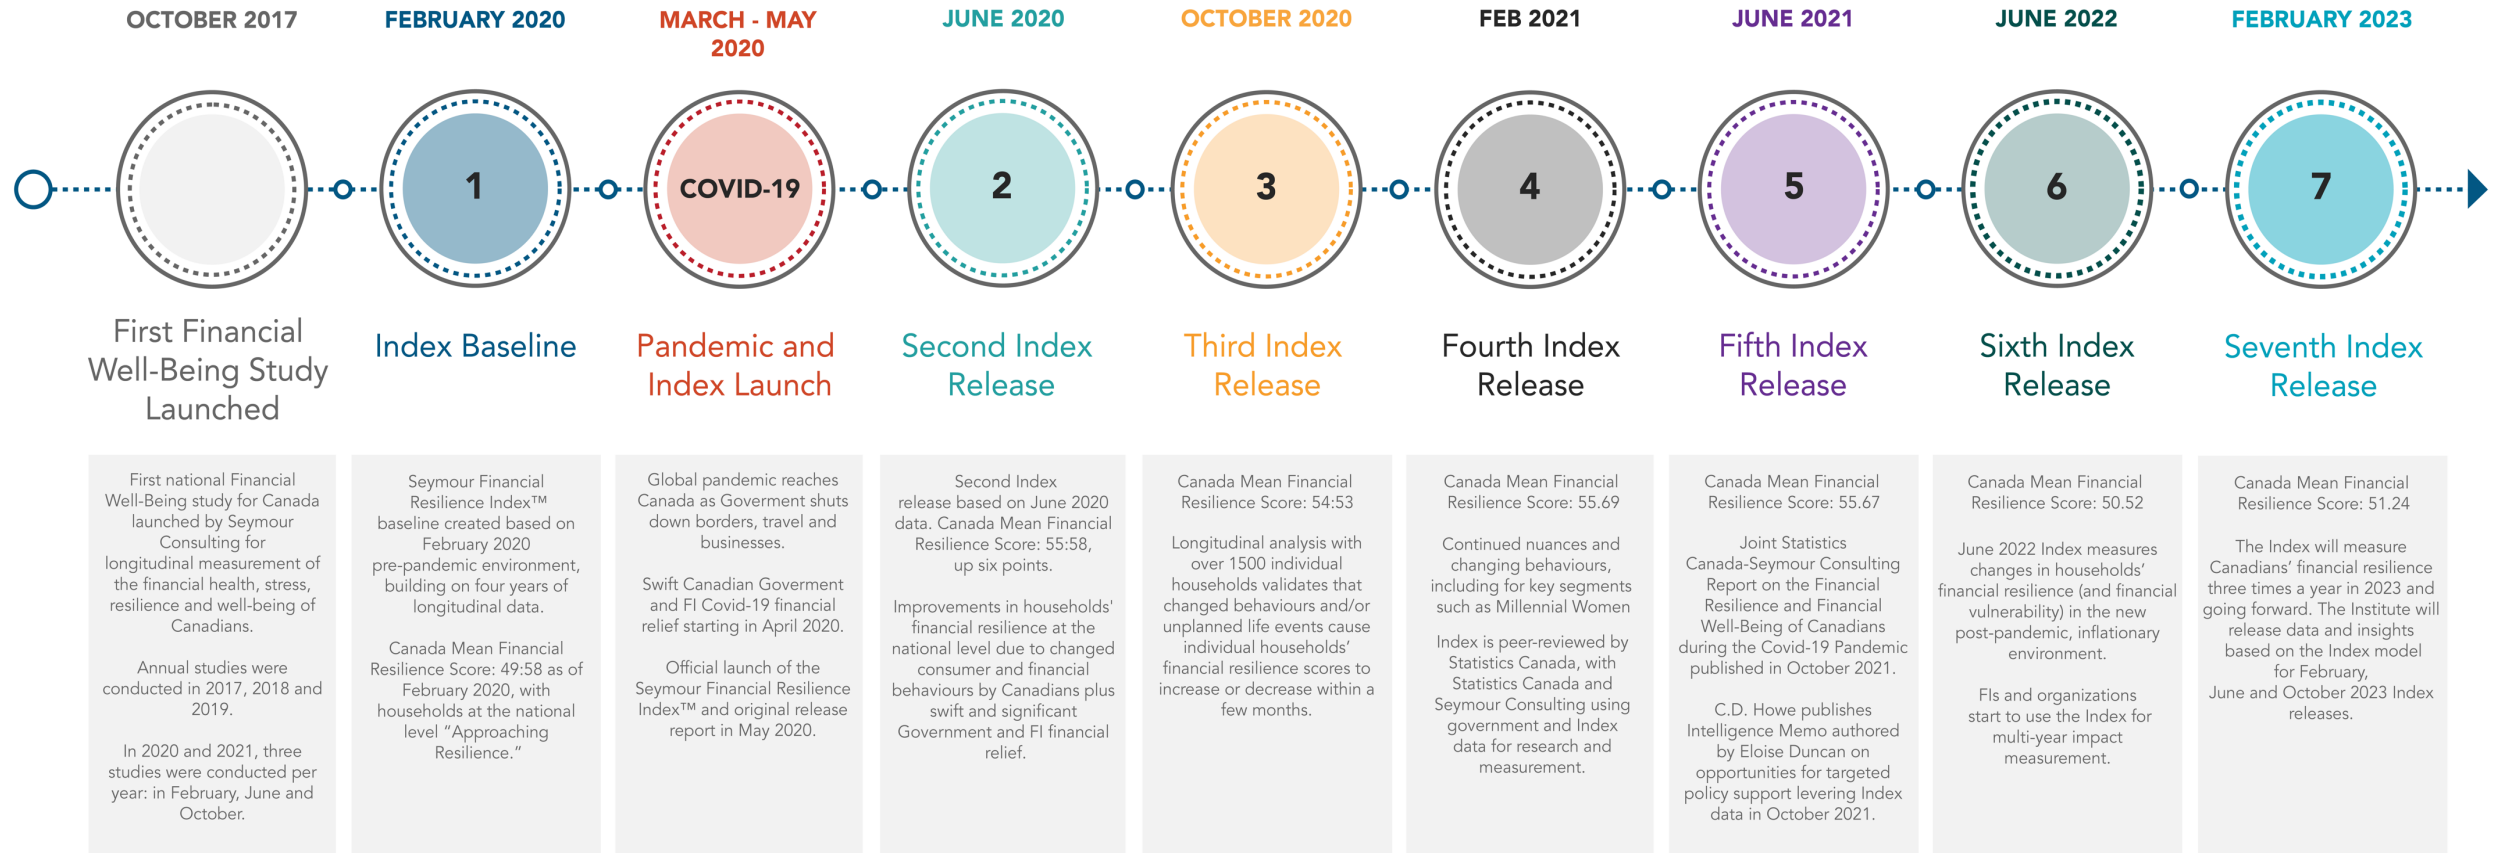 OCTOBER 2017
FEBRUARY 2020
MARCH - MAY
2020
JUNE 2020
OCTOBER 2020
FEB 2021
JUNE 2021
JUNE 2022
FEBRUARY 2023
1
COVID-19
2
3
4
5
6
7
First Financial
Well-Being Study
Launched
Index Baseline
Pandemic and
Index Launch
Second Index
Release
Third Index
Release
Fourth Index
Release
Fifth Index
Release
Sixth Index
Release
Seventh Index
Release
First national Financial
Well-Being study for Canada
launched by Seymour
Consulting for
longitudinal measurement of
the financial health, stress,
resilience and well-being of
Canadians.
Annual studies were
conducted in 2017, 2018 and
2019.
In 2020 and 2021, three
studies were conducted per
year: in February, June and
October.
Seymour Financial
Resilience Index™
baseline created based on
February 2020
pre-pandemic environment,
building on four years of
longitudinal data.
Canada Mean Financial
Resilience Score: 49:58 as of
February 2020, with
households at the national
level “Approaching
Resilience.“
Global pandemic reaches
Canada as Goverment shuts
down borders, travel and
businesses.
Swift Canadian Goverment
and FI Covid-19 financial
relief starting in April 2020.
Official launch of the
Seymour Financial Resilience
Index™ and original release
report in May 2020.
Second Index
release based on June 2020
data. Canada Mean Financial
Resilience Score: 55:58,
up six points.
Improvements in households'
financial resilience at the
national level due to changed
consumer and financial
behaviours by Canadians plus
swift and significant
Government and FI financial
relief.
Canada Mean Financial
Resilience Score: 54:53
Longitudinal analysis with
over 1500 individual
households validates that
changed behaviours and/or
unplanned life events cause
individual households’
financial resilience scores to
increase or decrease within a
few months.
Canada Mean Financial
Resilience Score: 55.69
Continued nuances and
changing behaviours,
including for key segments
such as Millennial Women
Index is peer-reviewed by
Statistics Canada, with
Statistics Canada and
Seymour Consulting using
government and Index
data for research and
measurement.
Canada Mean Financial
Resilience Score: 55.67
Joint Statistics
Canada-Seymour Consulting
Report on the Financial
Resilience and Financial
Well-Being of Canadians
during the Covid-19 Pandemic
published in October 2021.
C.D. Howe publishes
Intelligence Memo authored
by Eloise Duncan on
opportunities for targeted
policy support levering Index
data in October 2021.
Canada Mean Financial
Resilience Score: 50.52
June 2022 Index measures
changes in households’
financial resilience (and financial
vulnerability) in the new
post-pandemic, inflationary
environment.
FIs and organizations
start to use the Index for
multi-year impact
measurement.
Canada Mean Financial
Resilience Score: 51.24
The Index will measure
Canadians’ financial resilience
three times a year in 2023 and
going forward. The Institute will
release data and insights
based on the Index model
for February,
June and October 2023 Index
releases.